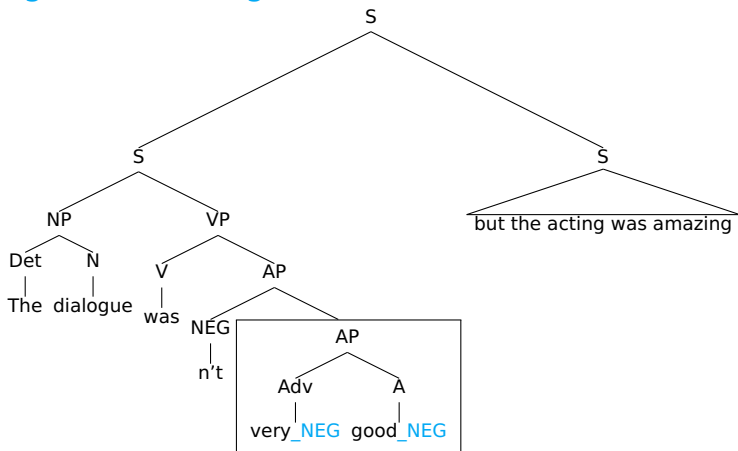 S
S S
NP VP
but the acting was amazing
Det N V AP
The dialogue was
NEG AP
n't
Adv A
very_NEG good_NEG